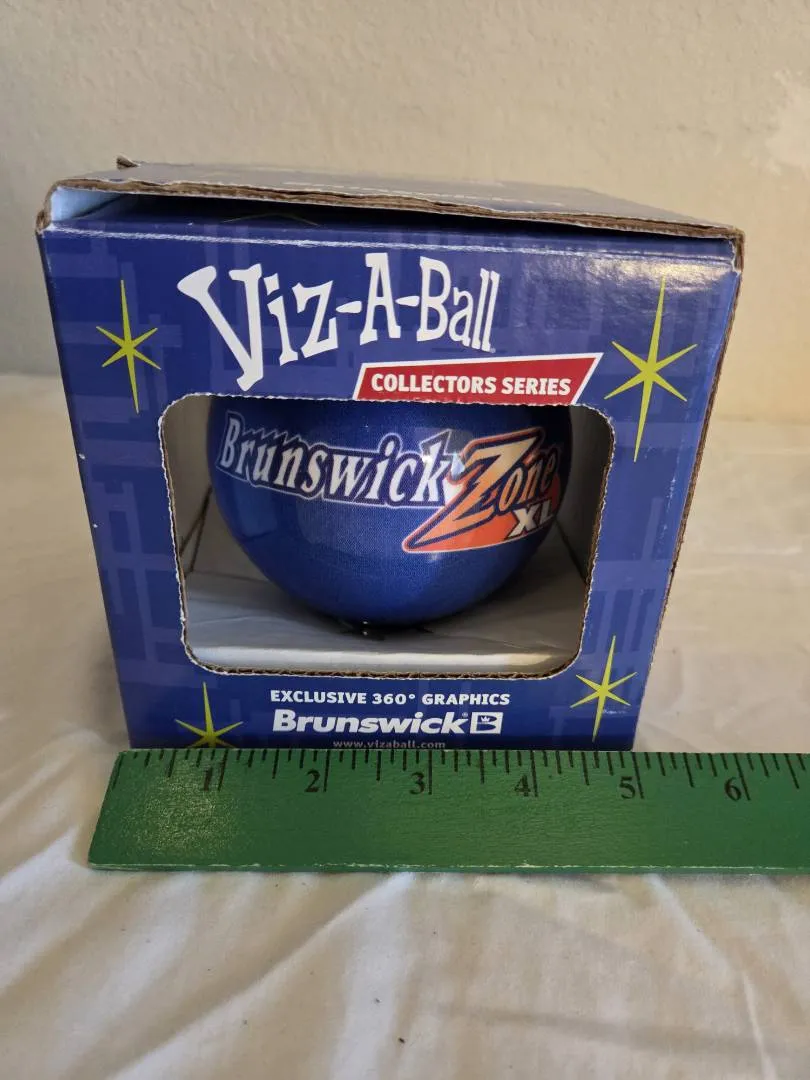 Viz-A-Ball
COLLECTORS SERIES
Brunswick Zone
XL
EXCLUSIVE 360° GRAPHICS
Brunswick®
www.vizaball.com
1 2 3 4 5 6